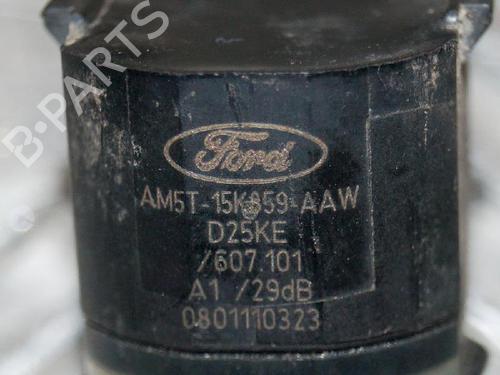 B-PARTS
Ford
AM5T-15K859-AAW
D25KE
/607.101
A1 /29dB
0801110323